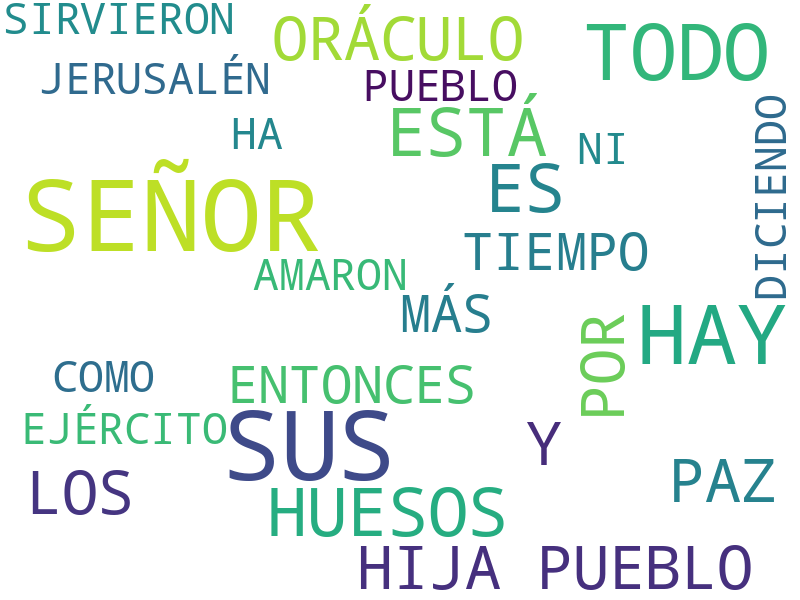 SIRVIERON
ORÁCULO
TODO
JERUSALÉN
PUEBLO
HA
ESTÁ
NI
DICIENDO
SEÑOR
ES
TIEMPO
AMARON
MÁS
HAY
POR
COMO
ENTONCES
EJÉRCITO
SUS
Y
LOS
HUESOS
PAZ
HIJA PUEBLO